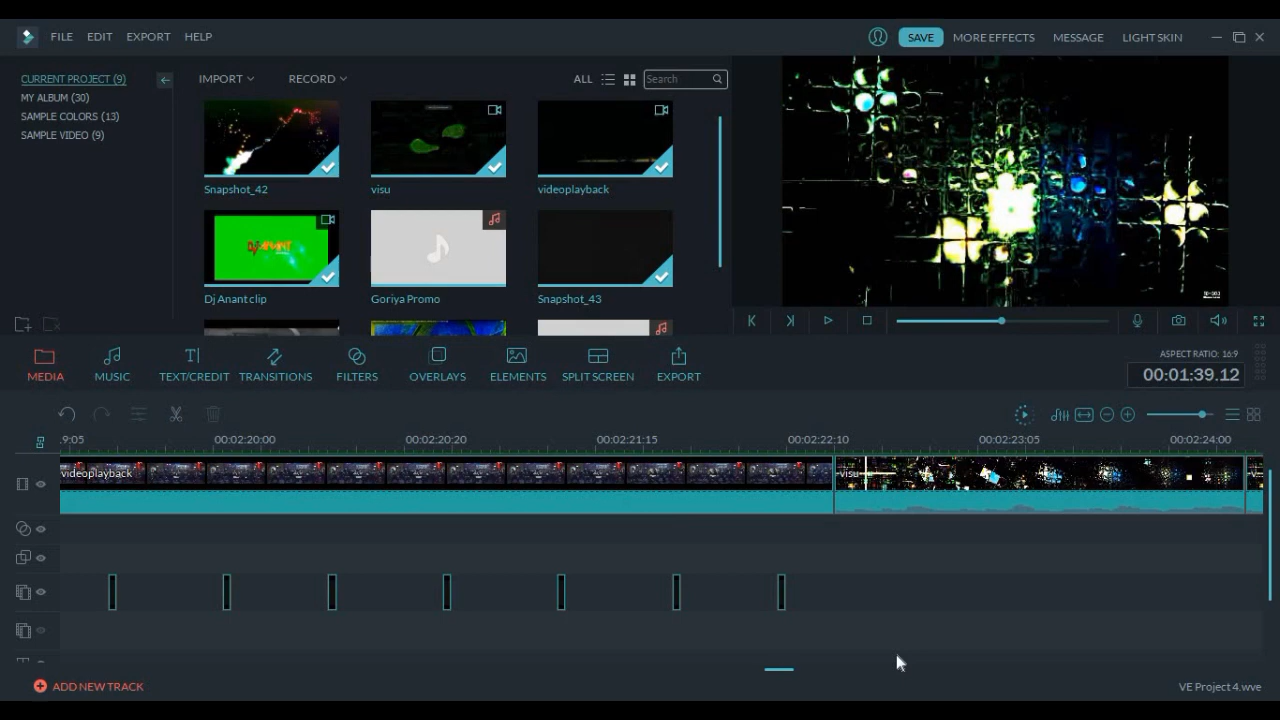 FILE EDIT EXPORT HELP
SAVE MORE EFFECTS MESSAGE LIGHT SKIN
CURRENT PROJECT (9)
MY ALBUM (30)
SAMPLE COLORS (13)
SAMPLE VIDEO (9)
IMPORT RECORD ALL Search
Snapshot_42 visu videoplayback
Dj Anant clip Goriya Promo Snapshot_43
MEDIA MUSIC TEXT/CREDIT TRANSITIONS FILTERS OVERLAYS ELEMENTS SPLIT SCREEN EXPORT
ASPECT RATIO: 16:9
00:01:39.12
.9:05 00:02:20:00 00:02:20:20 00:02:21:15 00:02:22:10 00:02:23:05 00:02:24:00
videoplayback visu
ADD NEW TRACK VE Project 4.wve